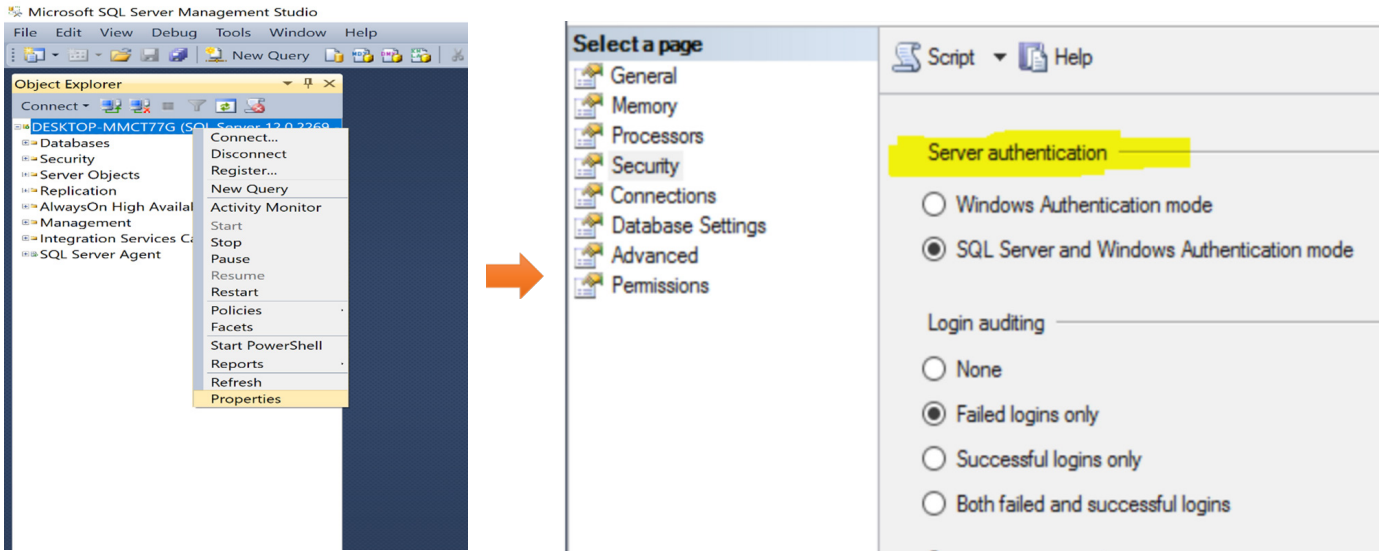 Microsoft SQL Server Management Studio
File Edit View Debug Tools Window Help
New Query
Object Explorer
Connect
DESKTOP-MMCT77G (SQL Server 12.0.2269
Databases
Security
Server Objects
Replication
AlwaysOn High Availal
Management
Integration Services Ca
SQL Server Agent
Connect...
Disconnect
Register...
New Query
Activity Monitor
Start
Stop
Pause
Resume
Restart
Policies
Facets
Start PowerShell
Reports
Refresh
Properties
Select a page
General
Memory
Processors
Security
Connections
Database Settings
Advanced
Permissions
Script Help
Server authentication
Windows Authentication mode
SQL Server and Windows Authentication mode
Login auditing
None
Failed logins only
Successful logins only
Both failed and successful logins